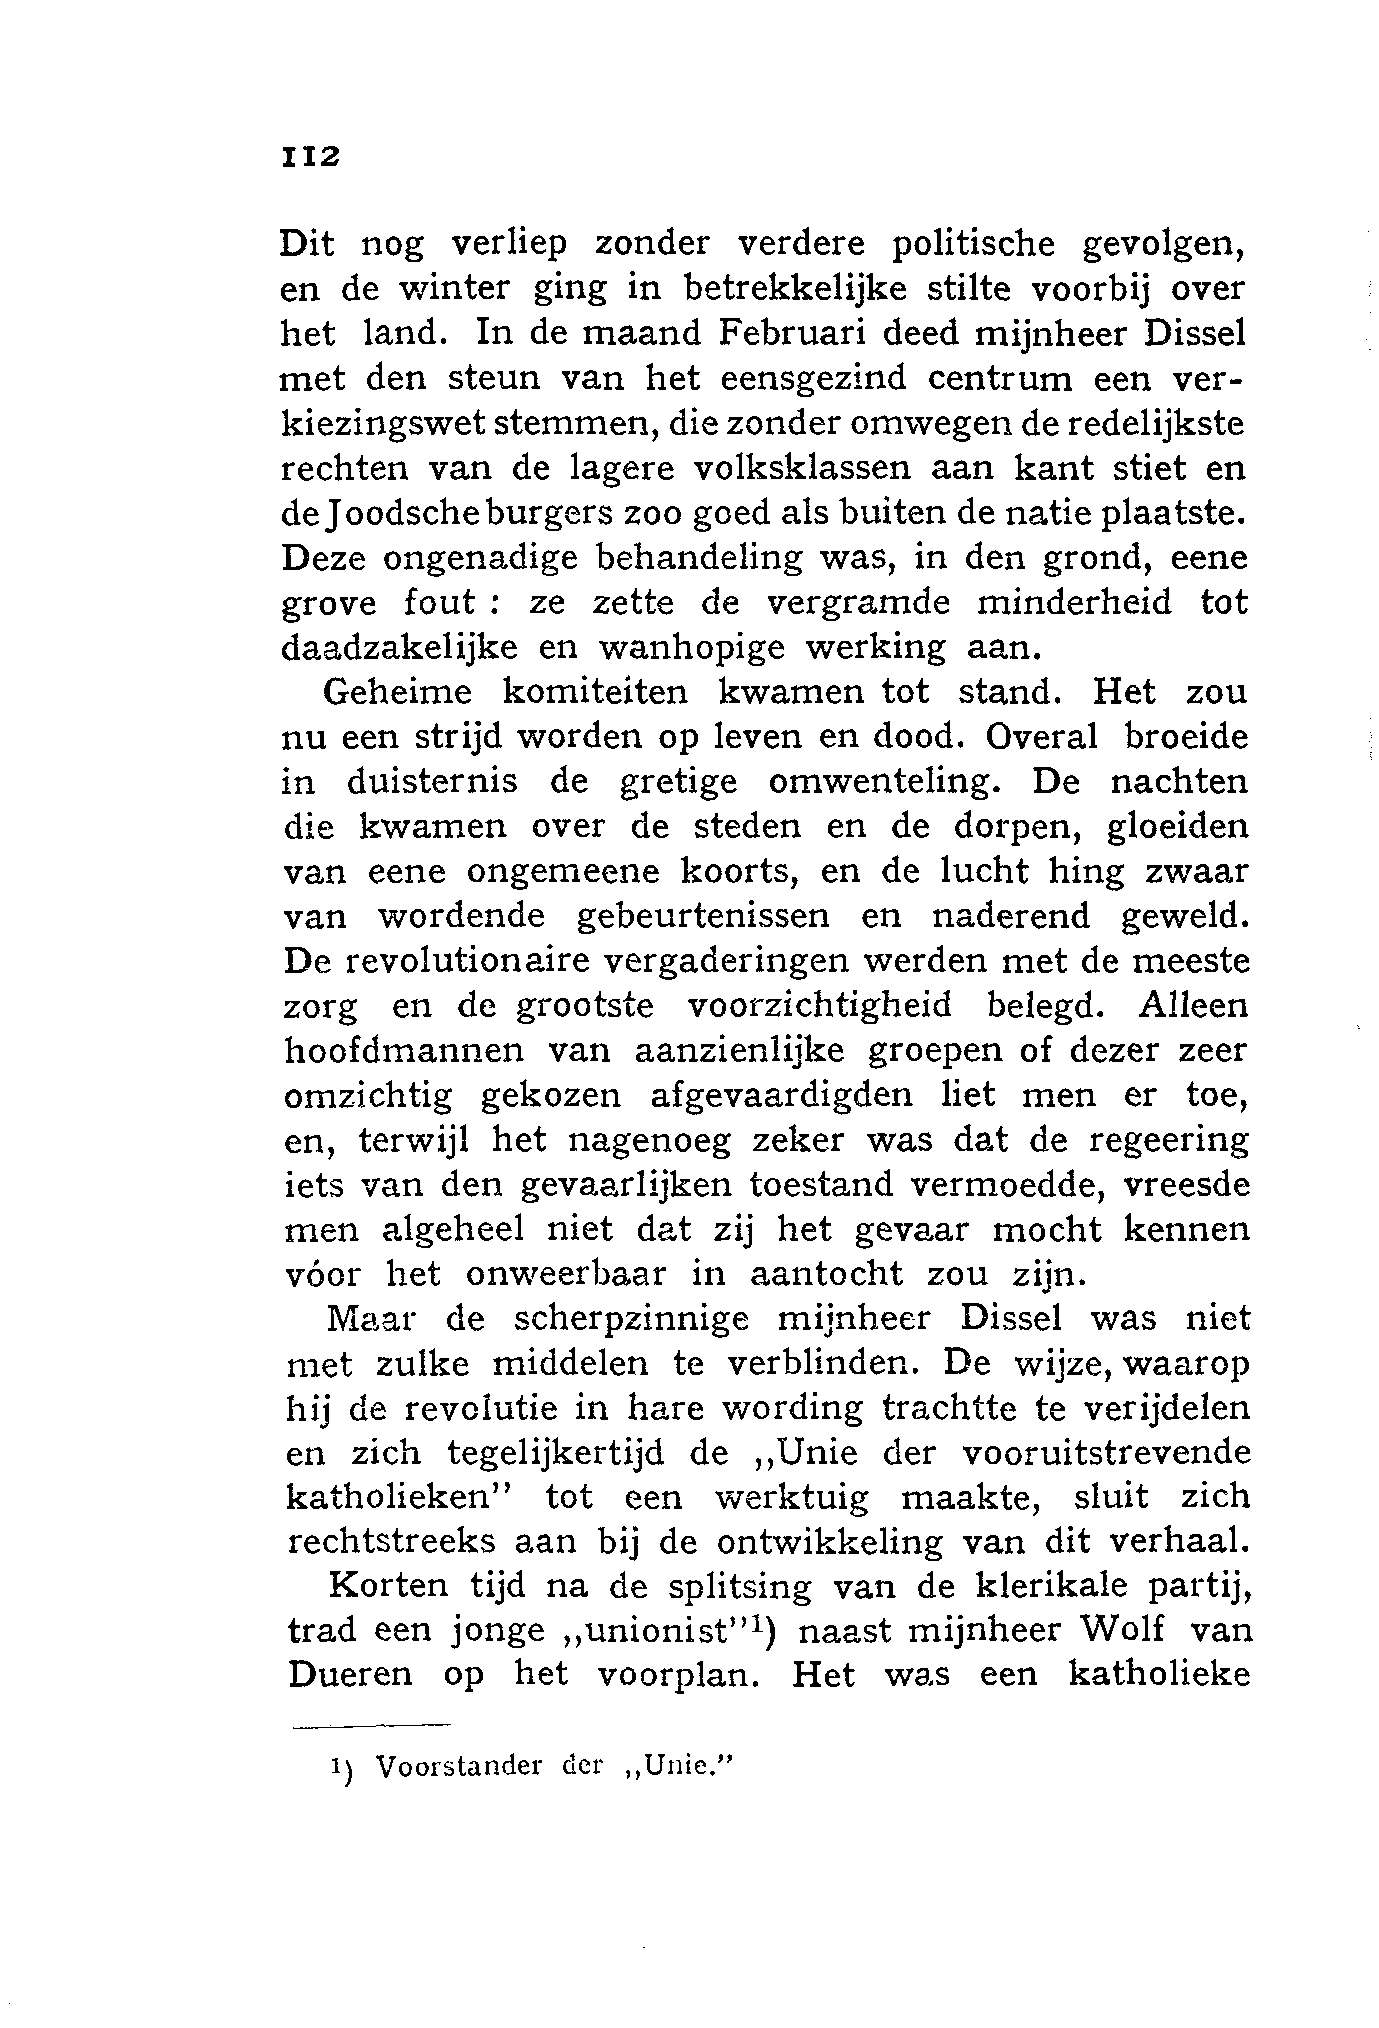 112
Dit nog verliep zonder verdere politische gevolgen,
en de winter ging in betrekkelijke stilte voorbij over
het land. In de maand Februari deed mijnheer Dissel
met den steun van het eensgezind centrum een ver-
kiezingswet stemmen, die zonder omwegen de redelijkste
rechten van de lagere volksklassen aan kant stiet en
de Joodsche burgers zoo goed als buiten de natie plaatste.
Deze ongenadige behandeling was, in den grond, eene
grove fout : ze zette de vergramde minderheid tot
daadzakelijke en wanhopige werking aan.
Geheime komiteiten kwamen tot stand. Het zou
nu een strijd worden op leven en dood. Overal broeide
in duisternis de gretige omwenteling. De nachten
die kwamen over de steden en de dorpen, gloeiden
van eene ongemeene koorts, en de lucht hing zwaar
van wordende gebeurtenissen en naderend geweld.
De revolutionaire vergaderingen werden met de meeste
zorg en de grootste voorzichtigheid belegd. Alleen
hoofdmannen van aanzienlijke groepen of dezer zeer
omzichtig gekozen afgevaardigden liet men er toe,
en, terwijl het nagenoeg zeker was dat de regeering
iets van den gevaarlijken toestand vermoedde, vreesde
men algeheel niet dat zij het gevaar mocht kennen
vóor het onweerbaar in aantocht zou zijn.
Maar de scherpzinnige mijnheer Dissel was niet
met zulke middelen te verblinden. De wijze, waarop
hij de revolutie in hare wording trachtte te verijdelen
en zich tegelijkertijd de ,,Unie der vooruitstrevende
katholieken" tot een werktuig maakte, sluit zich
rechtstreeks aan bij de ontwikkeling van dit verhaal.
Korten tijd na de splitsing van de klerikale partij,
trad een jonge ,,unionist"¹) naast mijnheer Wolf van
Dueren op het voorplan. Het was een katholieke
¹) Voorstander der ,,Unie."